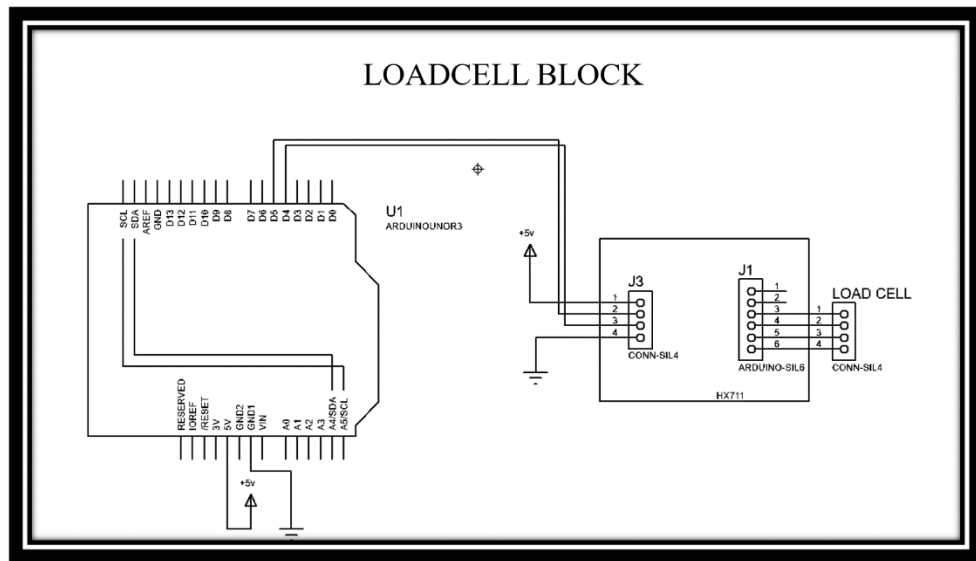 LOADCELL BLOCK
SCL
SDA
AREF
GND
D13
D12
D11
D10
D9
D8
D7
D6
D5
D4
D3
D2
D1
D0
U1
ARDUINOUNOR3
+5v
J3
1
2
3
4
CONN-SIL4
J1
1
2
3
4
5
6
ARDUINO-SIL6
LOAD CELL
1
2
3
4
CONN-SIL4
HX711
RESERVED
IOREF
/RESET
3V
5V
GND2
GND1
VIN
A0
A1
A2
A3
A4/SDA
A5/SCL
+5v